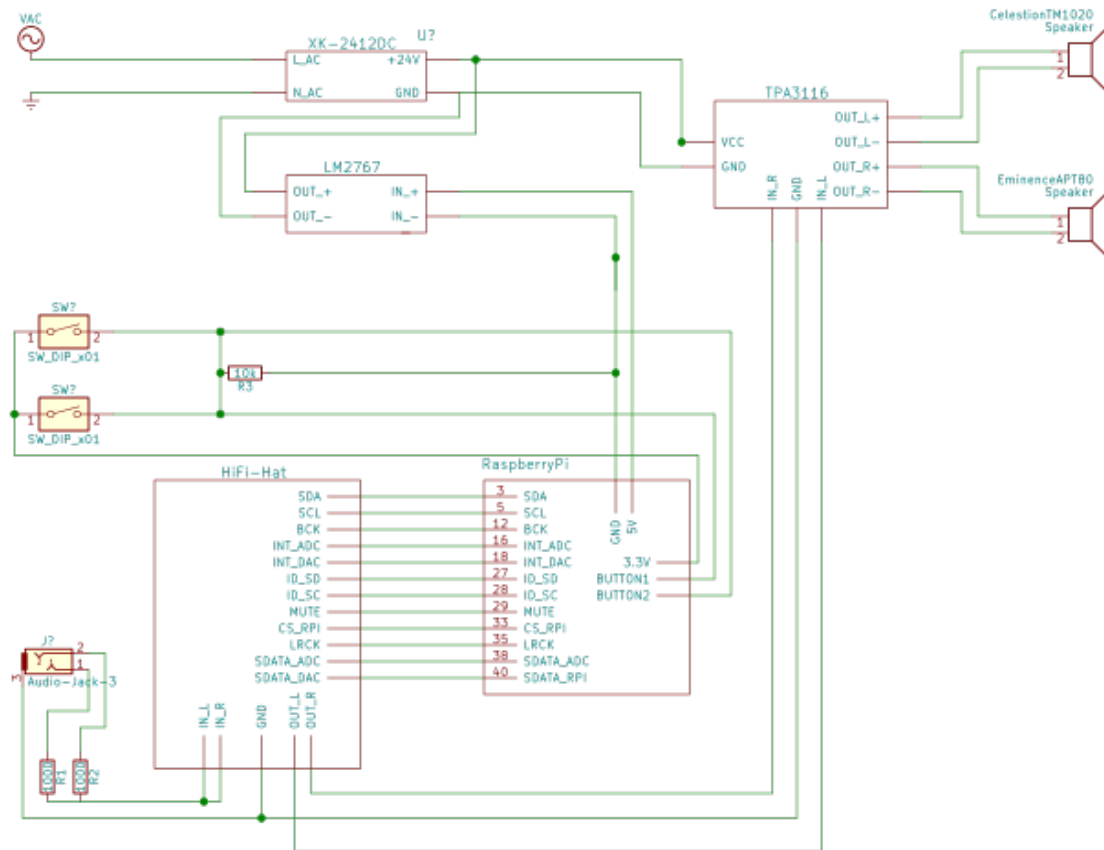 VAC
XK-2412DC U?
L_AC +24V
N_AC GND
CelestionTM1020
Speaker
1
2
TPA3116
OUT_L+
VCC OUT_L-
GND OUT_R+
OUT_R-
IN_R GND IN_L
EminenceAPT80
Speaker
1
2
LM2767
OUT_+ IN_+
OUT_- IN_-
SW?
1 2
SW_DIP_x01
10k
R3
SW?
1 2
SW_DIP_x01
HiFi-Hat
RaspberryPi
SDA 3 SDA
SCL 5 SCL
BCK 12 BCK
GND 5V
INT_ADC 16 INT_ADC
INT_DAC 18 INT_DAC 3.3V
ID_SD 27 ID_SD BUTTON1
ID_SC 28 ID_SC BUTTON2
MUTE 29 MUTE
CS_RPI 33 CS_RPI
LRCK 35 LRCK
SDATA_ADC 38 SDATA_ADC
SDATA_DAC 40 SDATA_RPI
J?
2
1
3
Audio-Jack-3
IN_L IN_R GND OUT_L OUT_R
R1 R2